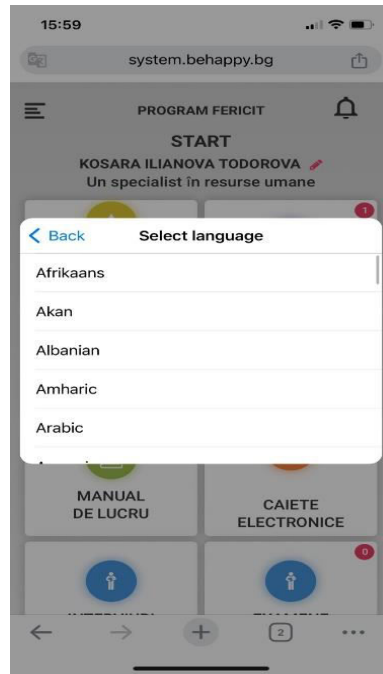 15:59
system.behappy.bg
PROGRAM FERICIT
START
KOSARA ILIANOVA TODOROVA
Un specialist în resurse umane
1
Back Select language
Afrikaans
Akan
Albanian
Amharic
Arabic
MANUAL
DE LUCRU
CAIETE
ELECTRONICE
0
2